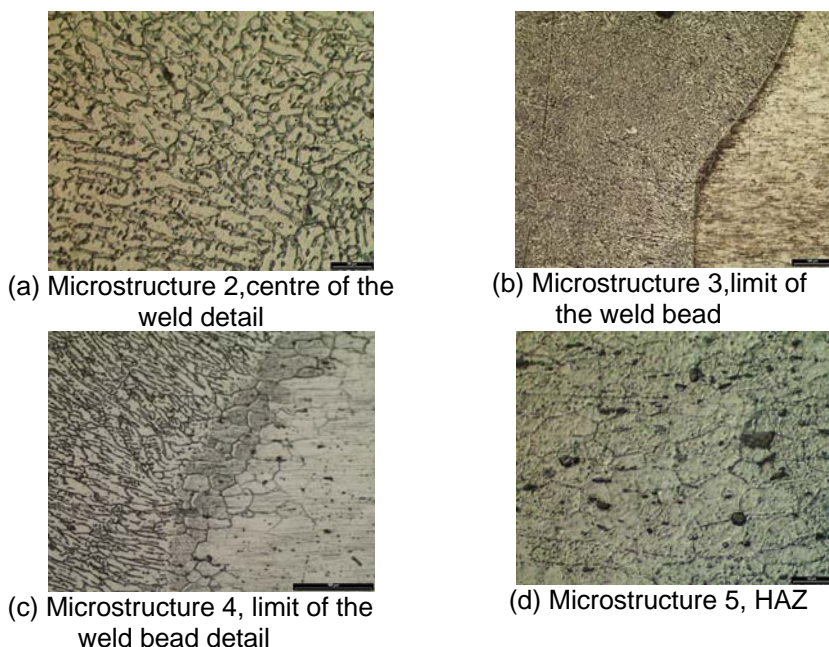 (a) Microstructure 2,centre of the
weld detail
(b) Microstructure 3,limit of
the weld bead
(c) Microstructure 4, limit of the
weld bead detail
(d) Microstructure 5, HAZ